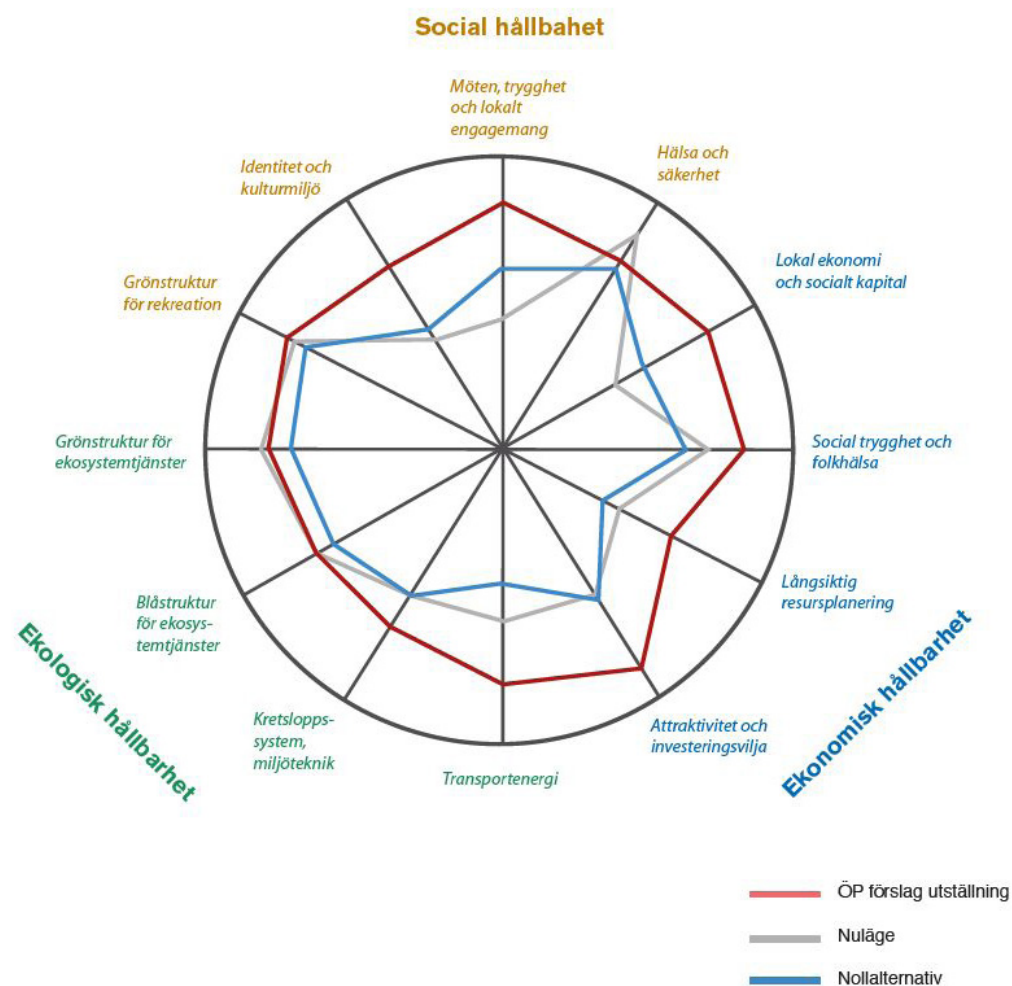 Social hållbahet
Möten, trygghet
och lokalt
engagemang
Identitet och
kulturmiljö
Hälsa och
säkerhet
Grönstruktur
för rekreation
Lokal ekonomi
och socialt kapital
Grönstruktur för
ekosystemtjänster
Social trygghet och
folkhälsa
Blåstruktur
för ekosys-
temtjänster
Långsiktig
resursplanering
Ekologisk hållbarhet
Ekonomisk hållbarhet
Kretslopps-
system,
miljöteknik
Transportenergi
Attraktivitet och
investeringsvilja
ÖP förslag utställning
Nuläge
Nollalternativ